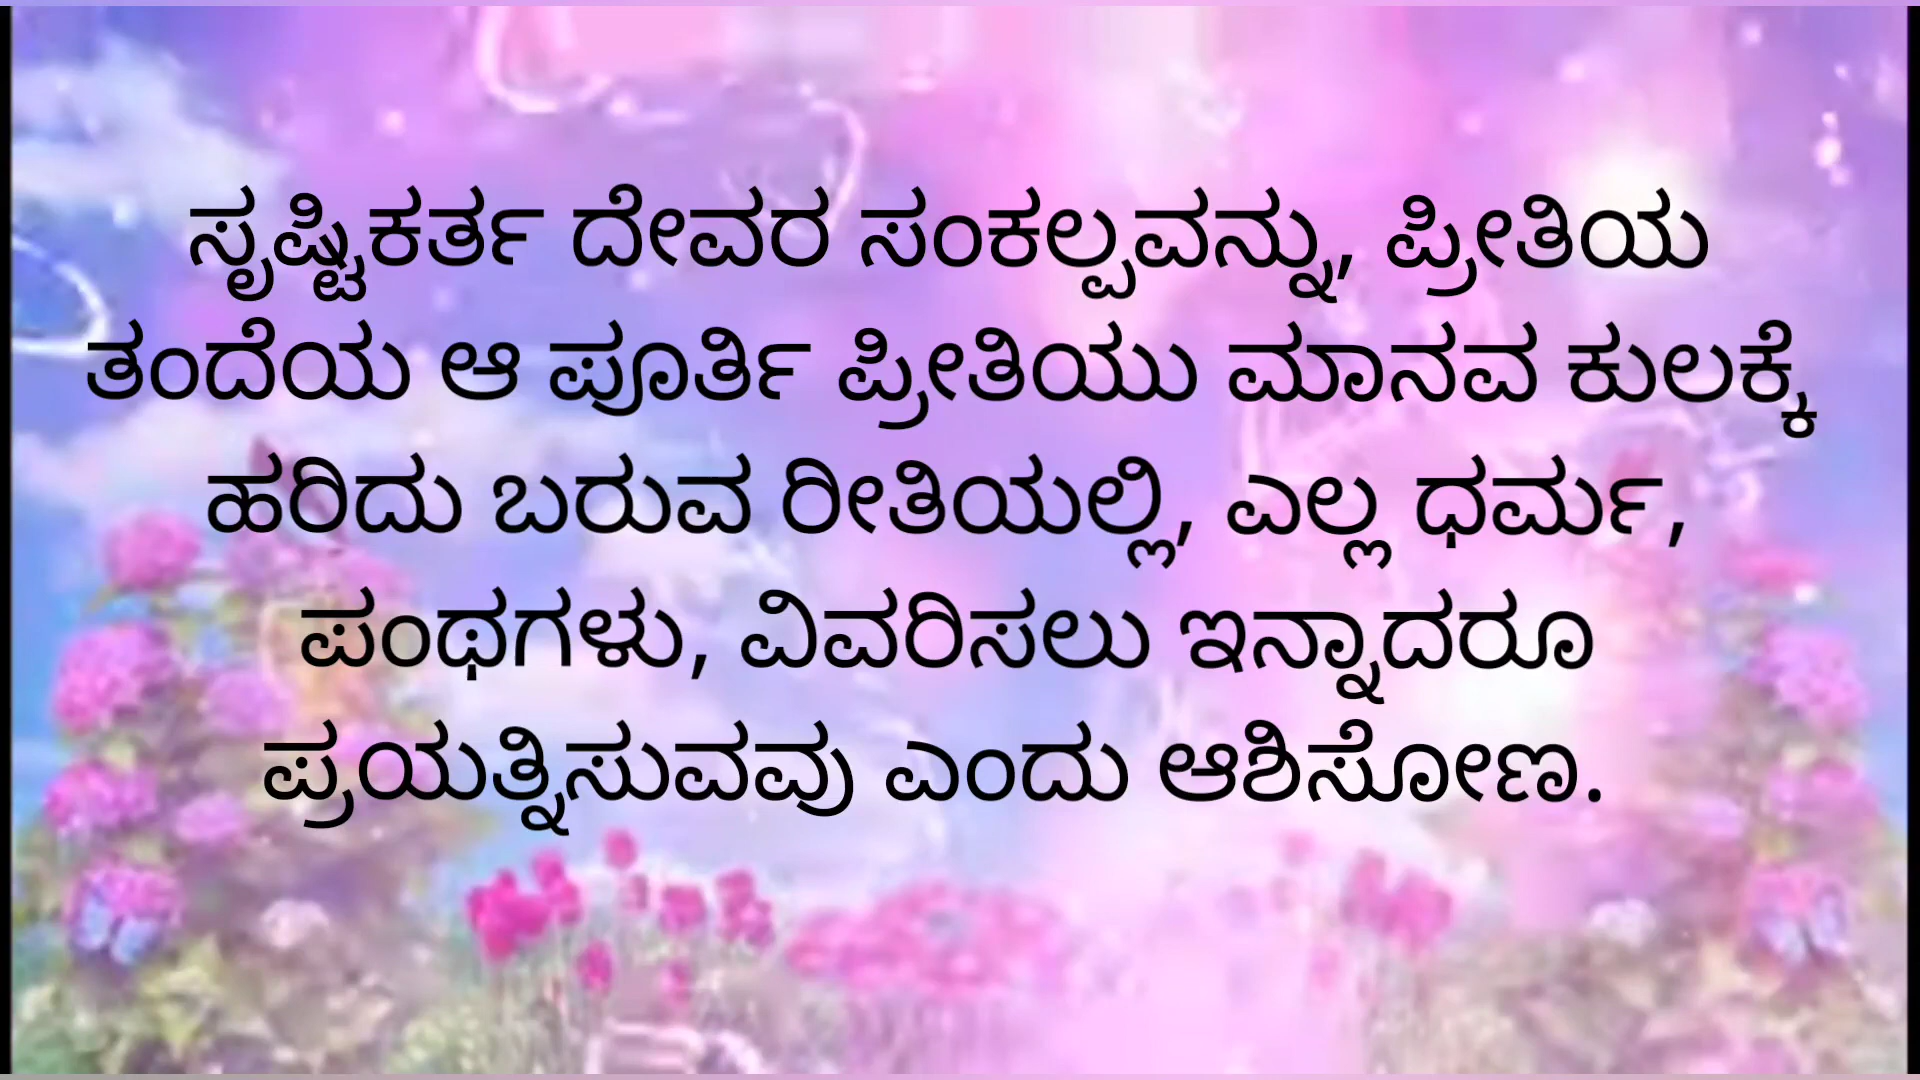 ಸೃಷ್ಟಿಕರ್ತ ದೇವರ ಸಂಕಲ್ಪವನ್ನು, ಪ್ರೀತಿಯ
ತಂದೆಯ ಆ ಪೂರ್ತಿ ಪ್ರೀತಿಯು ಮಾನವ ಕುಲಕ್ಕೆ
ಹರಿದು ಬರುವ ರೀತಿಯಲ್ಲಿ, ಎಲ್ಲ ಧರ್ಮ,
ಪಂಥಗಳು, ವಿವರಿಸಲು ಇನ್ನಾದರೂ
ಪ್ರಯತ್ನಿಸುವವು ಎಂದು ಆಶಿಸೋಣ.